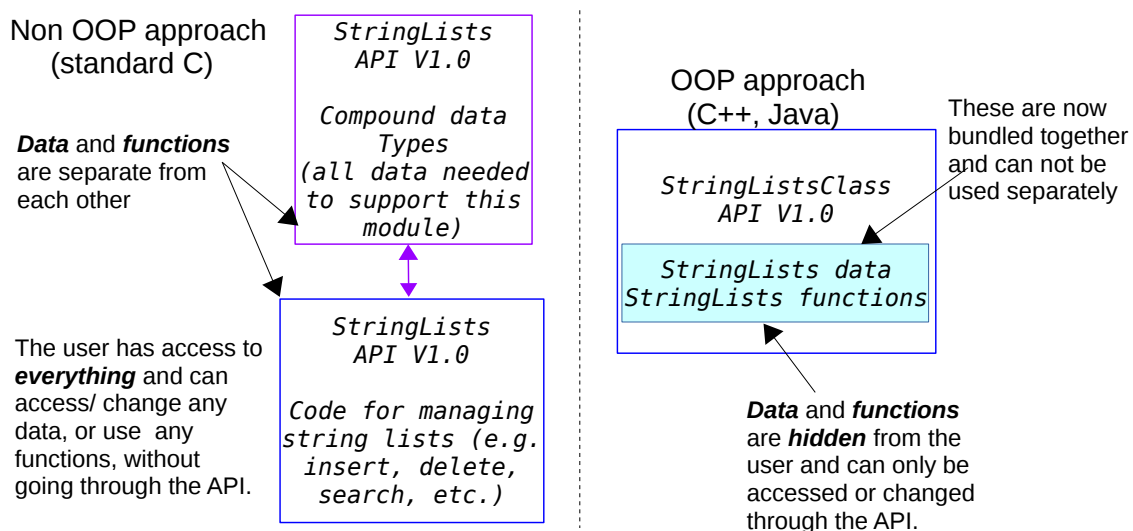 Non OOP approach
(standard C)
StringLists
API V1.0
Compound data
Types
(all data needed
to support this
module)
Data and functions
are separate from
each other
StringLists
API V1.0
Code for managing
string lists (e.g.
insert, delete,
search, etc.)
The user has access to
everything and can
access/ change any
data, or use any
functions, without
going through the API.
OOP approach
(C++, Java)
These are now
bundled together
and can not be
used separately
StringListsClass
API V1.0
StringLists data
StringLists functions
Data and functions
are hidden from the
user and can only be
accessed or changed
through the API.